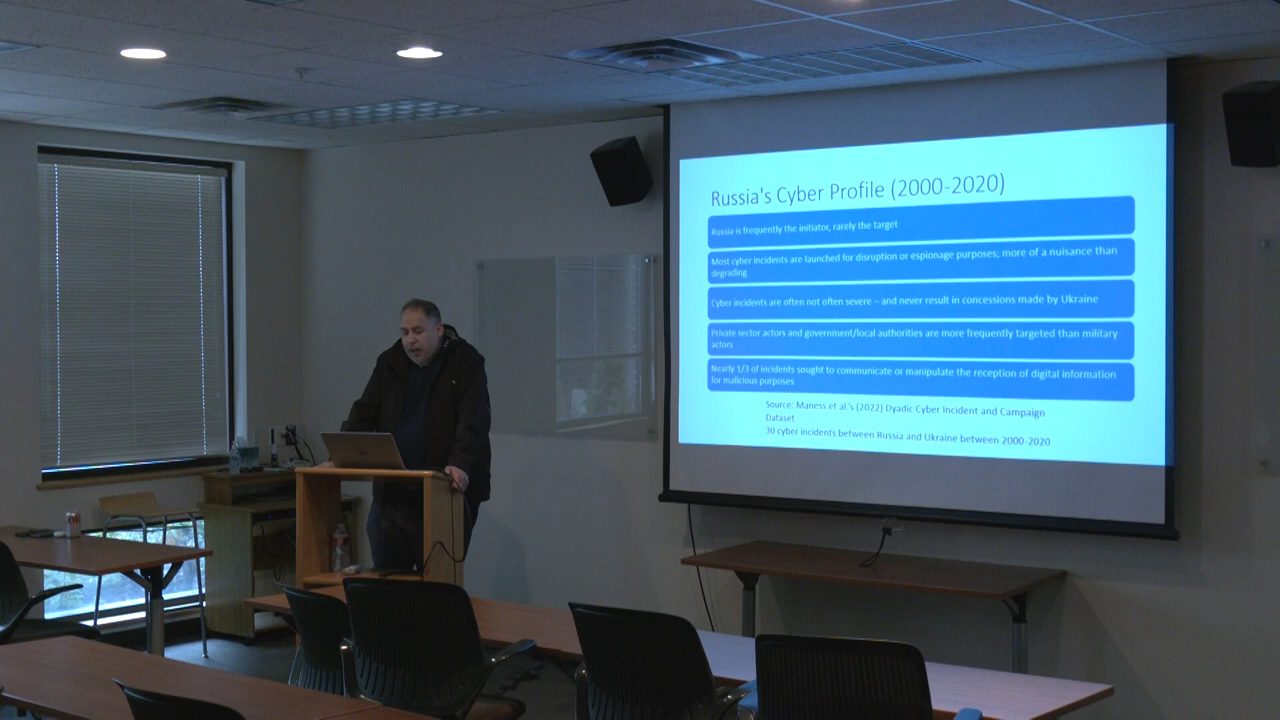 Russia's Cyber Profile (2000-2020)
Russia is frequently the initiator, rarely the target
Most cyber incidents are launched for disruption or espionage purposes; more of a nuisance than
degrading
Cyber incidents are often not often severe – and never result in concessions made by Ukraine
Private sector actors and government/local authorities are more frequently targeted than military
actors
Nearly 1/3 of incidents sought to communicate or manipulate the reception of digital information
for malicious purposes
Source: Maness et al.'s (2022) Dyadic Cyber Incident and Campaign
Dataset
30 cyber incidents between Russia and Ukraine between 2000-2020